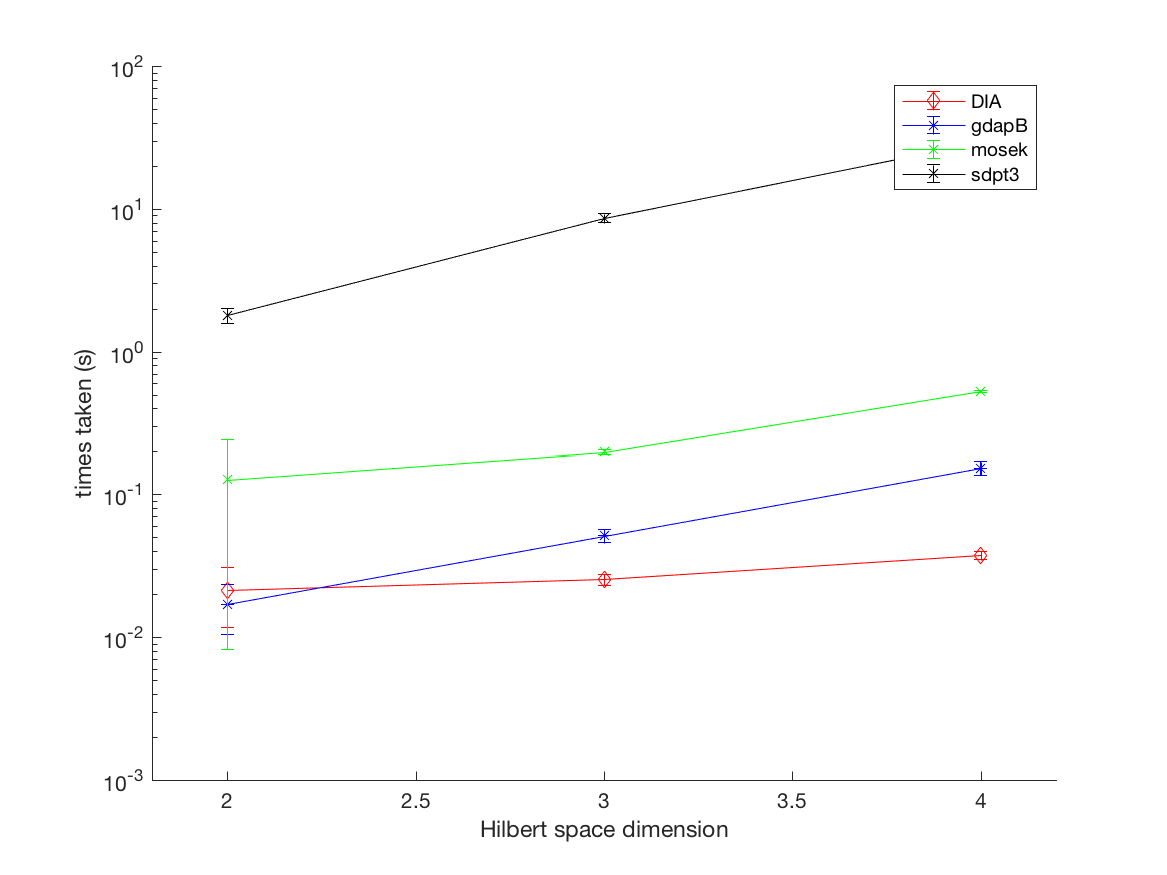 10^2
10^1
10^0
10^-1
10^-2
10^-3
times taken (s)
2
2.5
3
3.5
4
Hilbert space dimension
DIA
gdapB
mosek
sdpt3